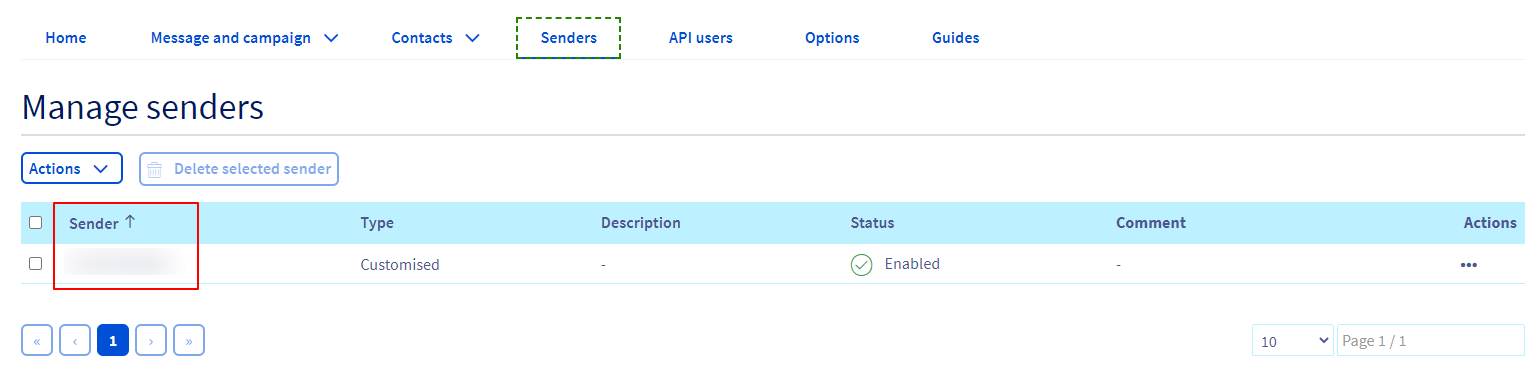 Home Message and campaign Contacts Senders API users Options Guides
Manage senders
Actions Delete selected sender
Sender ↑ Type Description Status Comment Actions
Customised - Enabled - •••
« ‹ 1 › » 10 Page 1 / 1